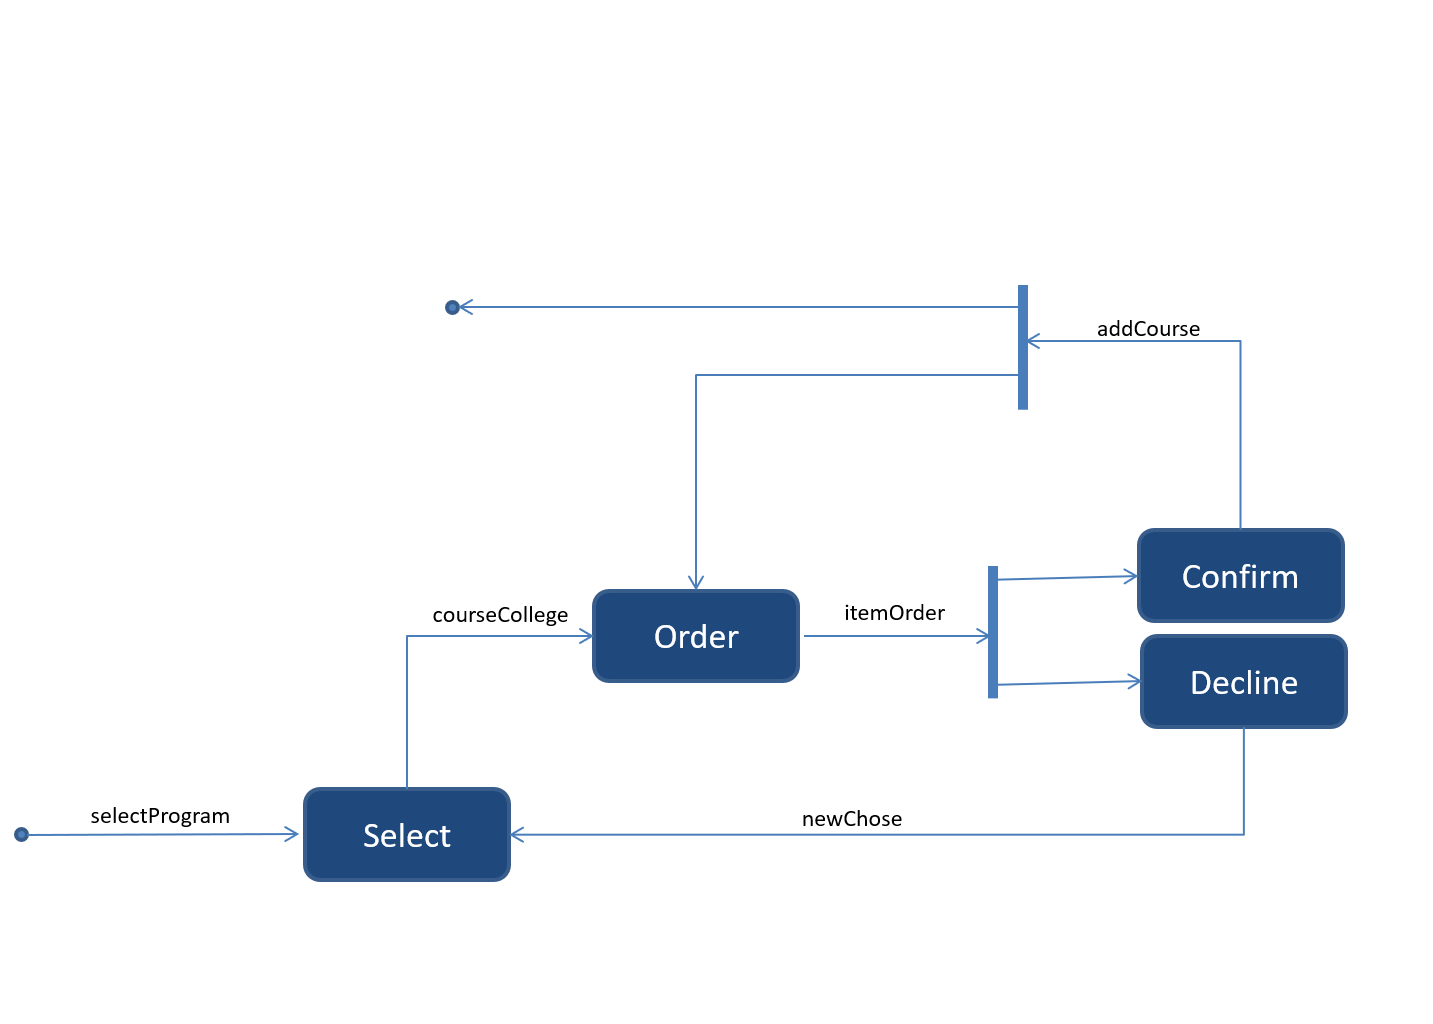 addCourse
Confirm
courseCollege
itemOrder
Order
Decline
selectProgram
newChose
Select